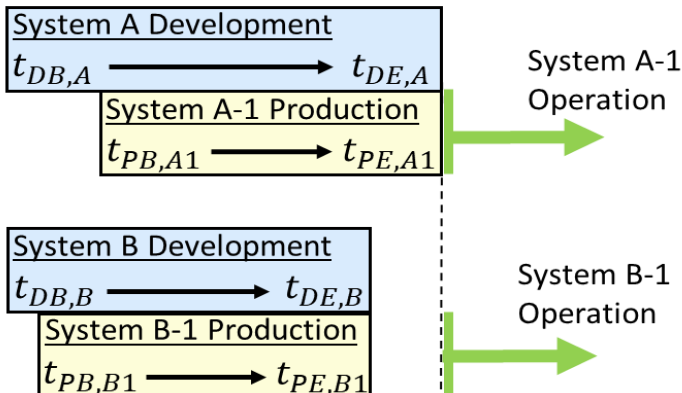 System A Development
t_{DB,A} t_{DE,A}
System A-1 Production
t_{PB,A1} t_{PE,A1}
System A-1
Operation
System B Development
t_{DB,B} t_{DE,B}
System B-1 Production
t_{PB,B1} t_{PE,B1}
System B-1
Operation